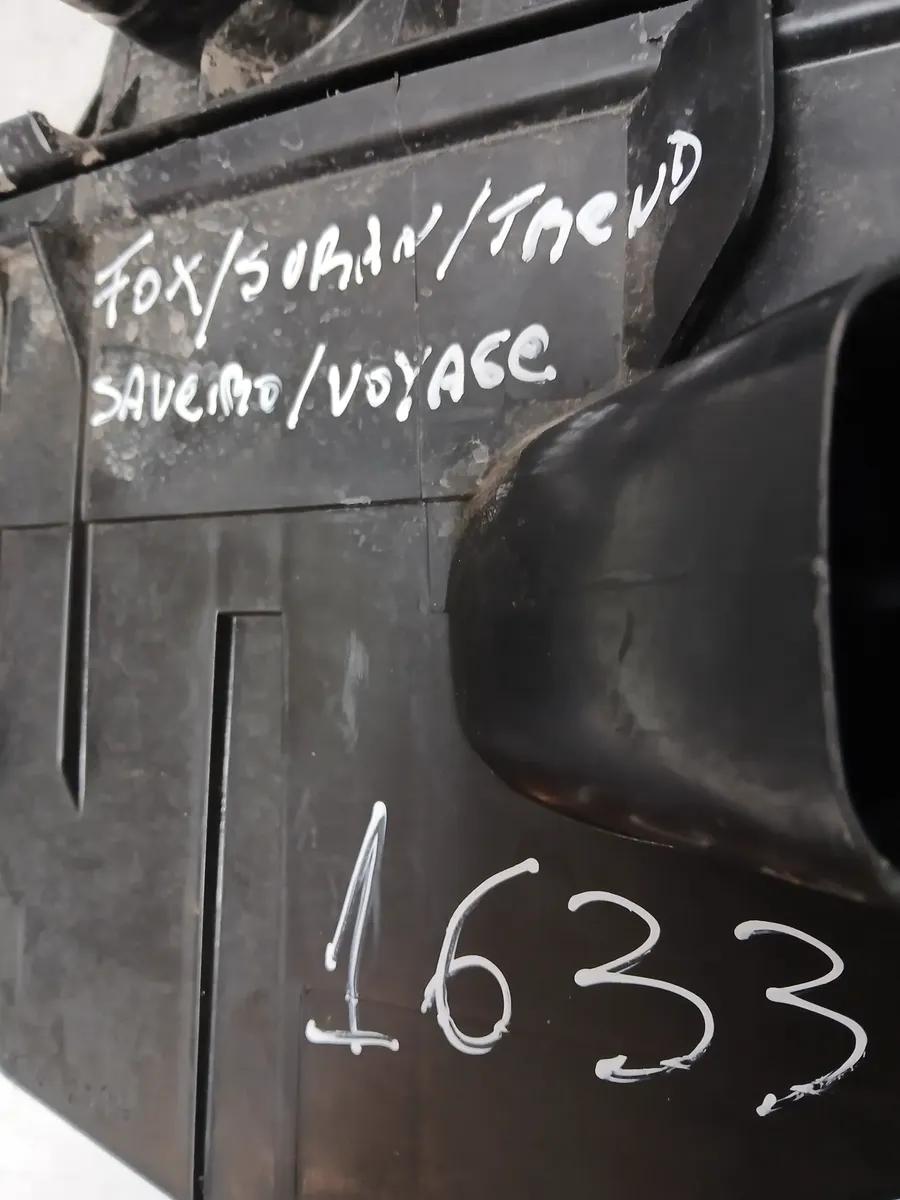 FOX/SURAN/TREND
SAVEIRO/VOYAGE
1633